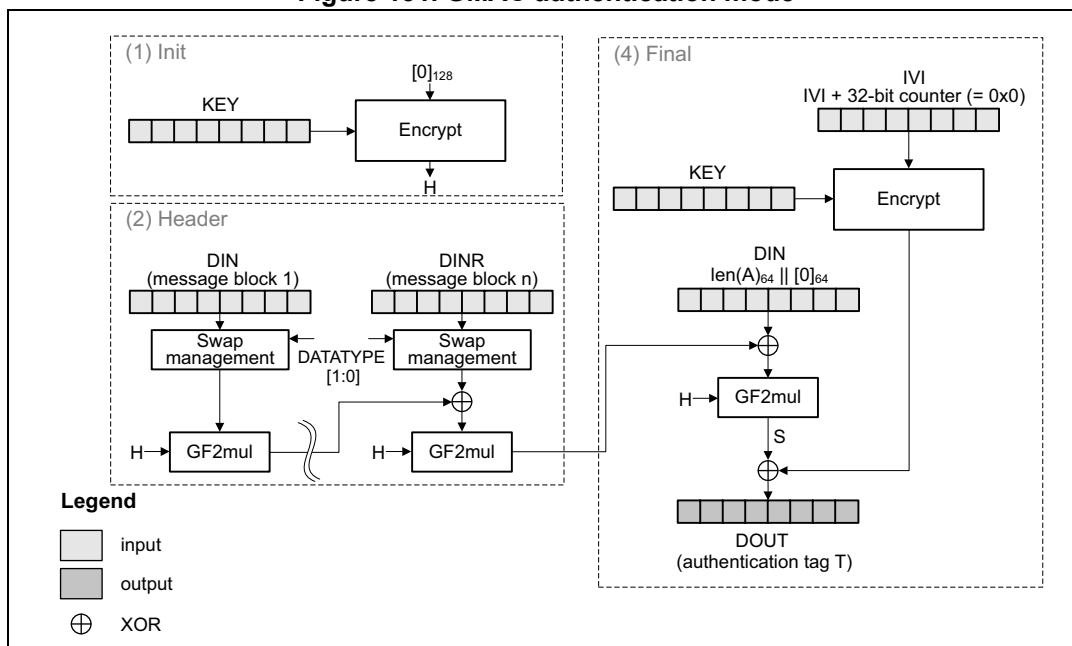 (1) Init
[0]128
KEY
Encrypt
H
(2) Header
DIN
(message block 1)
DINR
(message block n)
Swap
management
DATATYPE
[1:0]
Swap
management
H
GF2mul
H
GF2mul
(4) Final
IVI
IVI + 32-bit counter (= 0x0)
KEY
Encrypt
DIN
len(A)64 || [0]64
H
GF2mul
S
DOUT
(authentication tag T)
Legend
input
output
XOR